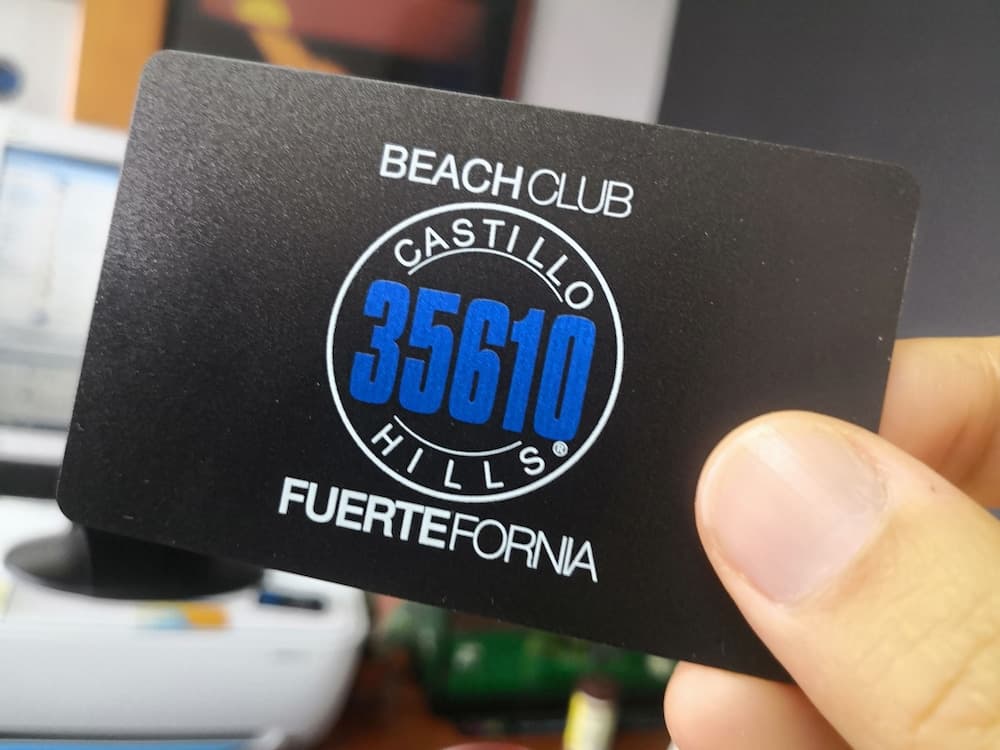 BEACH CLUB
CASTILLO
35610
HILLS®
FUERTEFORNIA